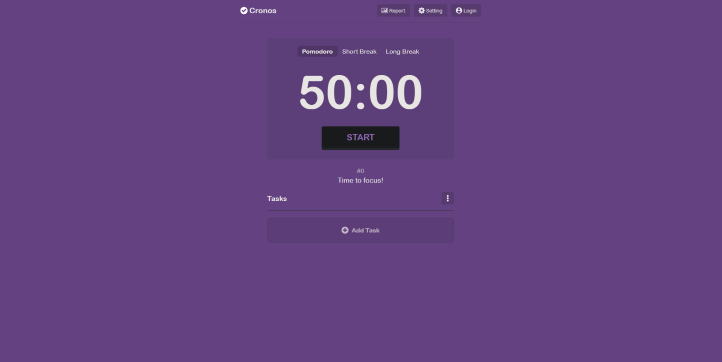 Cronos Report Setting Login
Pomodoro Short Break Long Break
50:00
START
#0
Time to focus!
Tasks
Add Task